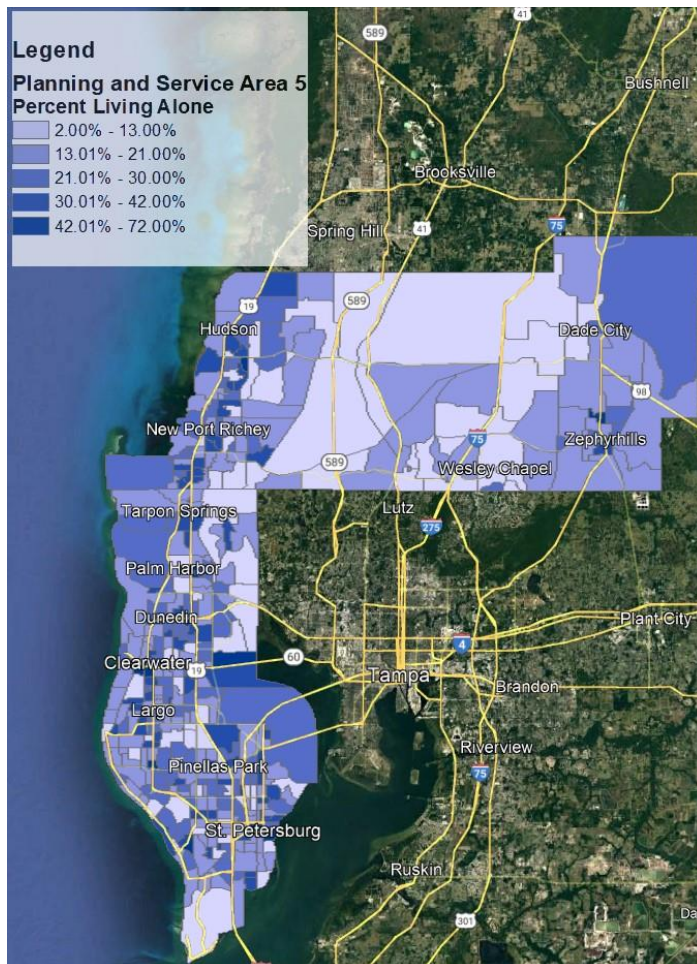 Legend
Planning and Service Area 5
Percent Living Alone
2.00% - 13.00%
13.01% - 21.00%
21.01% - 30.00%
30.01% - 42.00%
42.01% - 72.00%
41
589
Bushnell
Brooksville
Spring Hill
41
75
19
589
Hudson
Dade City
98
New Port Richey
75
Zephyrhills
589
Wesley Chapel
Tarpon Springs
Lutz
275
Palm Harbor
Dunedin
Plant City
4
60
Clearwater
19
Tampa
Brandon
Largo
Riverview
Pinellas Park
75
St. Petersburg
Ruskin
301
Da